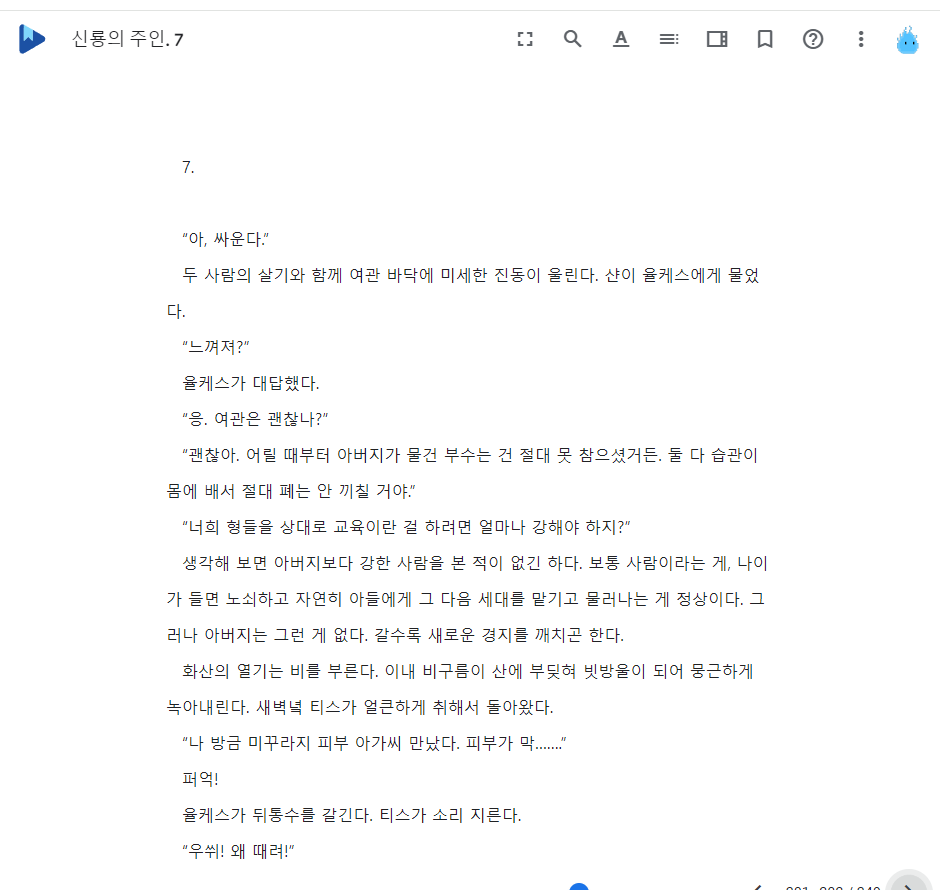 신룡의 주인. 7
A
7.
“아, 싸운다.”
두 사람의 살기와 함께 여관 바닥에 미세한 진동이 울린다. 샨이 율케스에게 물었
다.
“느껴져?”
율케스가 대답했다.
“응. 여관은 괜찮나?”
“괜찮아. 어릴 때부터 아버지가 물건 부수는 건 절대 못 참으셨거든. 둘 다 습관이
몸에 배서 절대 폐는 안 끼칠 거야.”
“너희 형들을 상대로 교육이란 걸 하려면 얼마나 강해야 하지?”
생각해 보면 아버지보다 강한 사람을 본 적이 없긴 하다. 보통 사람이라는 게, 나이
가 들면 노쇠하고 자연히 아들에게 그 다음 세대를 맡기고 물러나는 게 정상이다. 그
러나 아버지는 그런 게 없다. 갈수록 새로운 경지를 깨치곤 한다.
화산의 열기는 비를 부른다. 이내 비구름이 산에 부딪혀 빗방울이 되어 뭉근하게
녹아내린다. 새벽녘 티스가 얼큰하게 취해서 돌아왔다.
“나 방금 미꾸라지 피부 아가씨 만났다. 피부가 막…….”
퍼억!
율케스가 뒤통수를 갈긴다. 티스가 소리 지른다.
“우쒸! 왜 때려!”